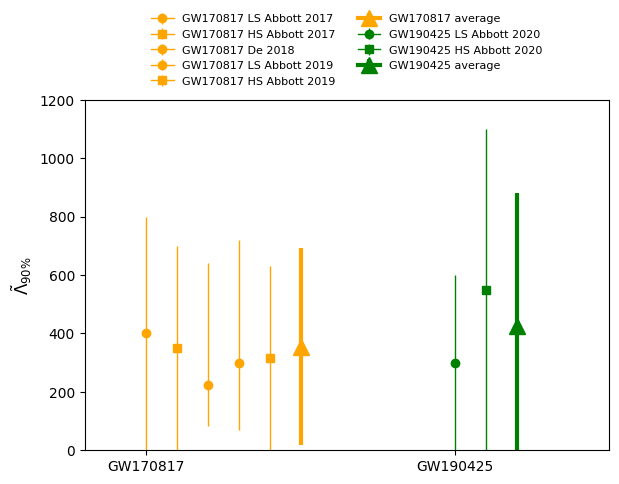 GW170817 LS Abbott 2017
GW170817 HS Abbott 2017
GW170817 De 2018
GW170817 LS Abbott 2019
GW170817 HS Abbott 2019
GW170817 average
GW190425 LS Abbott 2020
GW190425 HS Abbott 2020
GW190425 average
1200
1000
800
600
400
200
0
Λ̃90%
GW170817
GW190425